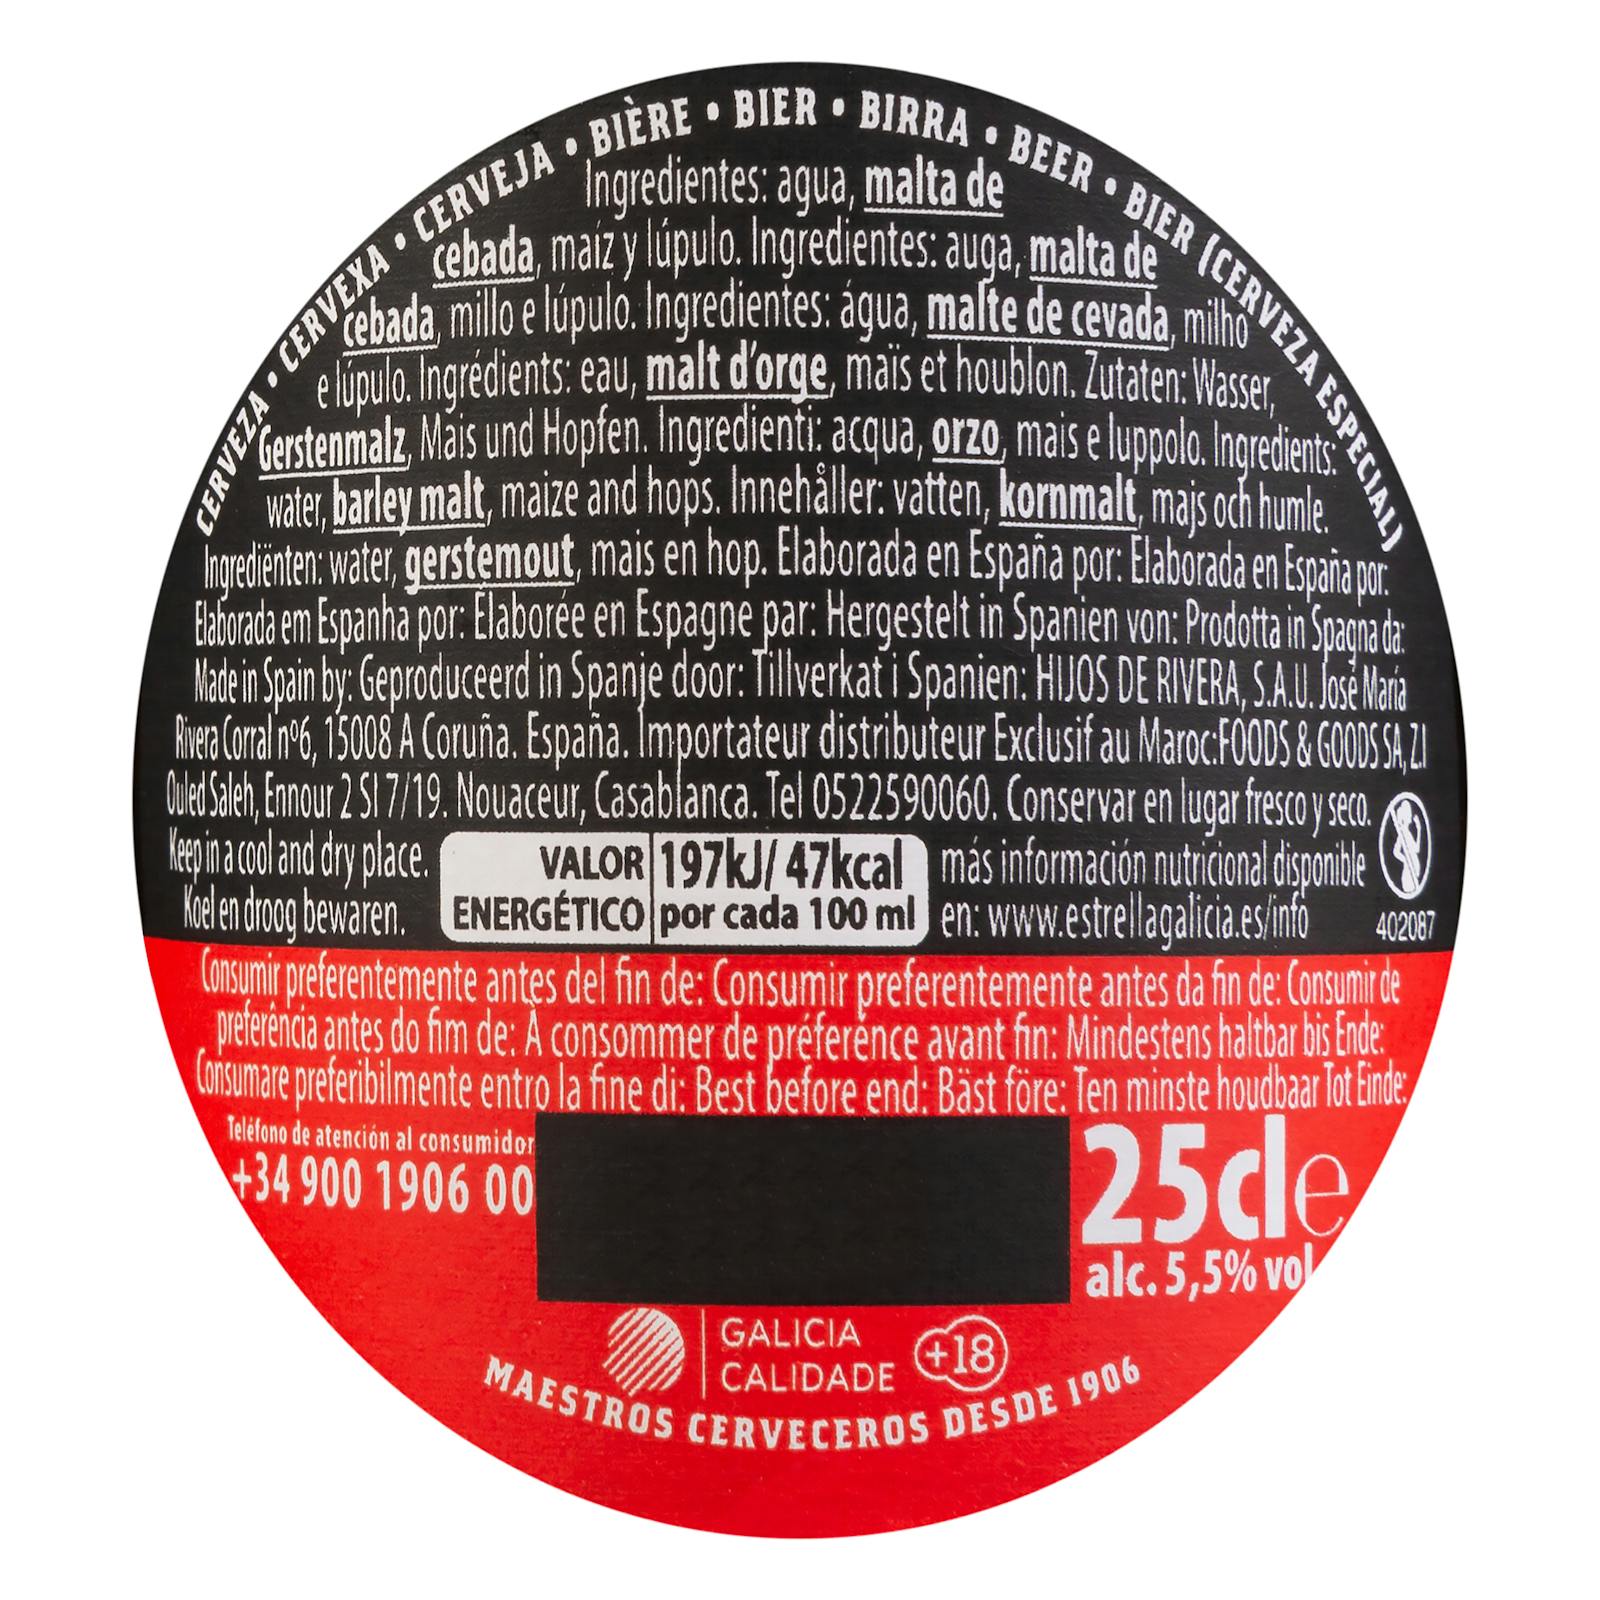 CERVEZA • CERVEXA • CERVEJA • BIÈRE • BIER • BIRRA • BEER • BIER (CERVEZA ESPECIAL)
Ingredientes: agua, malta de
cebada, maíz y lúpulo. Ingredientes: auga, malta de
cebada, millo e lúpulo. Ingredientes: água, malte de cevada, milho
e lúpulo. Ingrédients: eau, malt d'orge, maïs et houblon. Zutaten: Wasser,
Gerstenmalz, Mais und Hopfen. Ingredienti: acqua, orzo, mais e luppolo. Ingredients:
water, barley malt, maize and hops. Innehåller: vatten, kornmalt, majs och humle.
Ingrediënten: water, gerstemout, mais en hop. Elaborada en España por: Elaborada en España por:
Elaborada em Espanha por: Élaborée en Espagne par: Hergestelt in Spanien von: Prodotta in Spagna da:
Made in Spain by: Geproduceerd in Spanje door: Tillverkat i Spanien: HIJOS DE RIVERA, S.A.U. José María
Rivera Corral nº6, 15008 A Coruña. España. Importateur distributeur Exclusif au Maroc:FOODS & GOODS SA, Z.I
Ouled Saleh, Ennour 2 SI 7/19. Nouaceur, Casablanca. Tel 0522590060. Conservar en lugar fresco y seco.
Keep in a cool and dry place.
Koel en droog bewaren.
VALOR
ENERGÉTICO
197kJ/ 47kcal
por cada 100 ml
más información nutricional disponible
en: www.estrellagalicia.es/info
402087
Consumir preferentemente antes del fin de: Consumir preferentemente antes da fin de: Consumir de
preferência antes do fim de: À consommer de préférence avant fin: Mindestens haltbar bis Ende:
Consumare preferibilmente entro la fine di: Best before end: Bäst före: Ten minste houdbaar Tot Einde:
Teléfono de atención al consumidor
+34 900 1906 00
25cl e
alc. 5,5% vol
GALICIA
CALIDADE
+18
MAESTROS CERVECEROS DESDE 1906